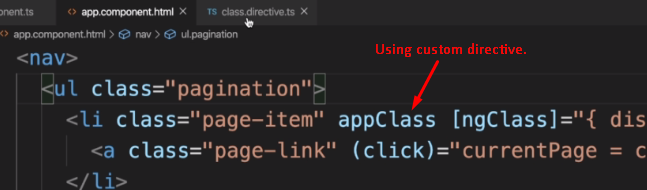 onent.ts app.component.html × TS class.directive.ts ×
app.component.html > nav > ul.pagination
Using custom directive.
<nav>
<ul class="pagination">
<li class="page-item" appClass [ngClass]="{ dis
<a class="page-link" (click)="currentPage = c
</li>